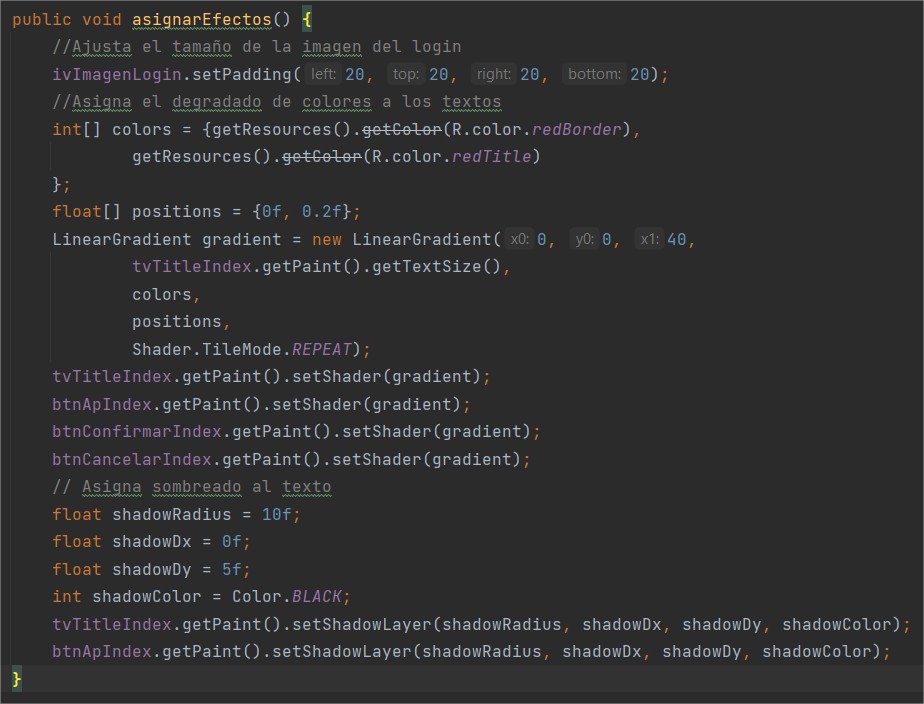 public void asignarEfectos() {
//Ajusta el tamaño de la imagen del login
ivImagenLogin.setPadding( left: 20, top: 20, right: 20, bottom: 20);
//Asigna el degradado de colores a los textos
int[] colors = {getResources().getColor(R.color.redBorder),
getResources().getColor(R.color.redTitle)
};
float[] positions = {0f, 0.2f};
LinearGradient gradient = new LinearGradient( x0: 0, y0: 0, x1: 40,
tvTitleIndex.getPaint().getTextSize(),
colors,
positions,
Shader.TileMode.REPEAT);
tvTitleIndex.getPaint().setShader(gradient);
btnApIndex.getPaint().setShader(gradient);
btnConfirmarIndex.getPaint().setShader(gradient);
btnCancelarIndex.getPaint().setShader(gradient);
// Asigna sombreado al texto
float shadowRadius = 10f;
float shadowDx = 0f;
float shadowDy = 5f;
int shadowColor = Color.BLACK;
tvTitleIndex.getPaint().setShadowLayer(shadowRadius, shadowDx, shadowDy, shadowColor);
btnApIndex.getPaint().setShadowLayer(shadowRadius, shadowDx, shadowDy, shadowColor);
}